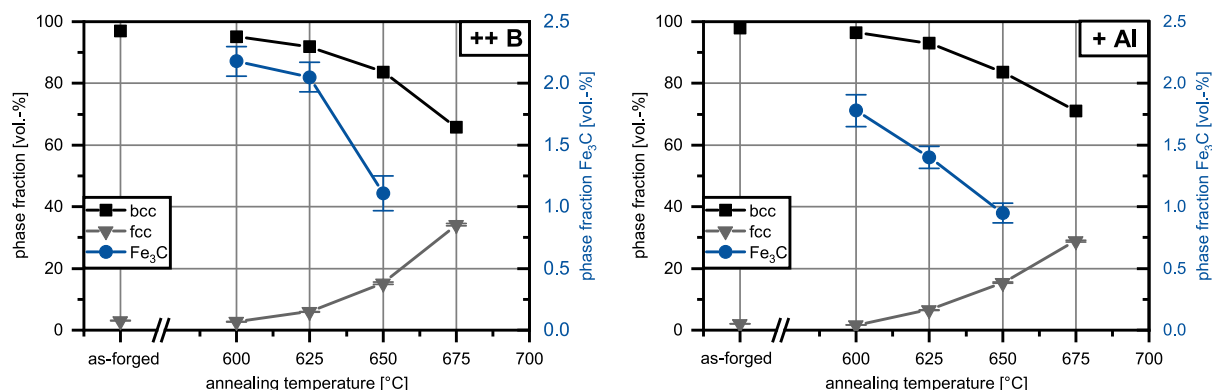 ++ B
phase fraction [vol.-%]
100
80
60
40
20
0
bcc
fcc
Fe₃C
2.5
2.0
1.5
1.0
0.5
0.0
phase fraction Fe₃C [vol.-%]
as-forged 600 625 650 675 700
annealing temperature [°C]
+ Al
phase fraction [vol.-%]
100
80
60
40
20
0
bcc
fcc
Fe₃C
2.5
2.0
1.5
1.0
0.5
0.0
phase fraction Fe₃C [vol.-%]
as-forged 600 625 650 675 700
annealing temperature [°C]